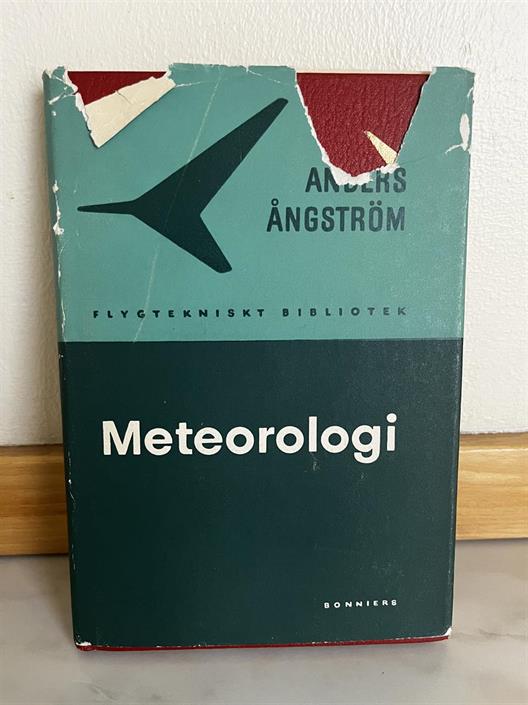 ANDERS
ÅNGSTRÖM
FLYGTEKNISKT BIBLIOTEK
Meteorologi
BONNIERS